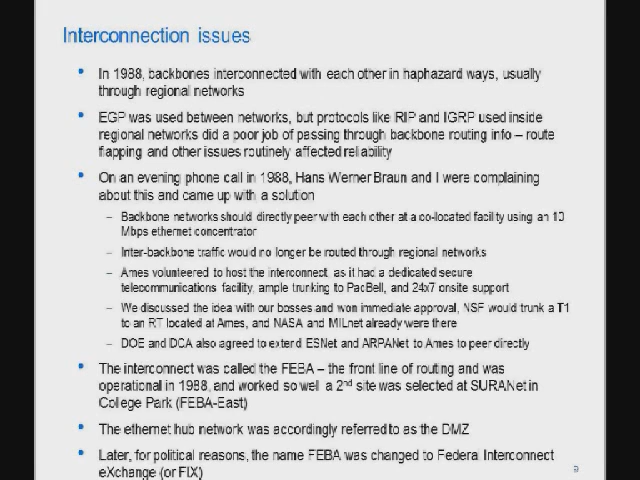 Interconnection issues
• In 1988, backbones interconnected with each other in haphazard ways, usually
through regional networks
• EGP was used between networks, but protocols like RIP and IGRP used inside
regional networks did a poor job of passing through backbone routing info – route
flapping and other issues routinely affected reliability
• On an evening phone call in 1988, Hans Werner Braun and I were complaining
about this and came up with a solution
– Backbone networks should directly peer with each other at a co-located facility using an 10
Mbps ethernet concentrator
– Inter-backbone traffic would no longer be routed through regional networks
– Ames volunteered to host the interconnect, as it had a dedicated secure
telecommunications facility, ample trunking to PacBell, and 24x7 onsite support
– We discussed the idea with our bosses and won immediate approval, NSF would trunk a T1
to an RT located at Ames, and NASA and MILnet already were there
– DOE and DCA also agreed to extend ESNet and ARPANet to Ames to peer directly
• The interconnect was called the FEBA – the front line of routing and was
operational in 1988, and worked so well a 2nd site was selected at SURANet in
College Park (FEBA-East)
• The ethernet hub network was accordingly referred to as the DMZ
• Later, for political reasons, the name FEBA was changed to Federal Interconnect
eXchange (or FIX)
9